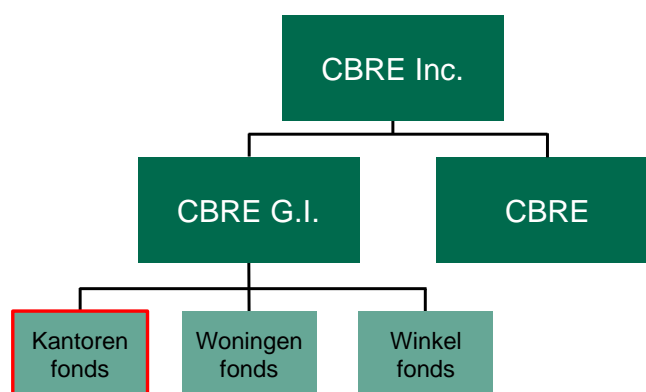 CBRE Inc.
CBRE G.I.
CBRE
Kantoren
fonds
Woningen
fonds
Winkel
fonds